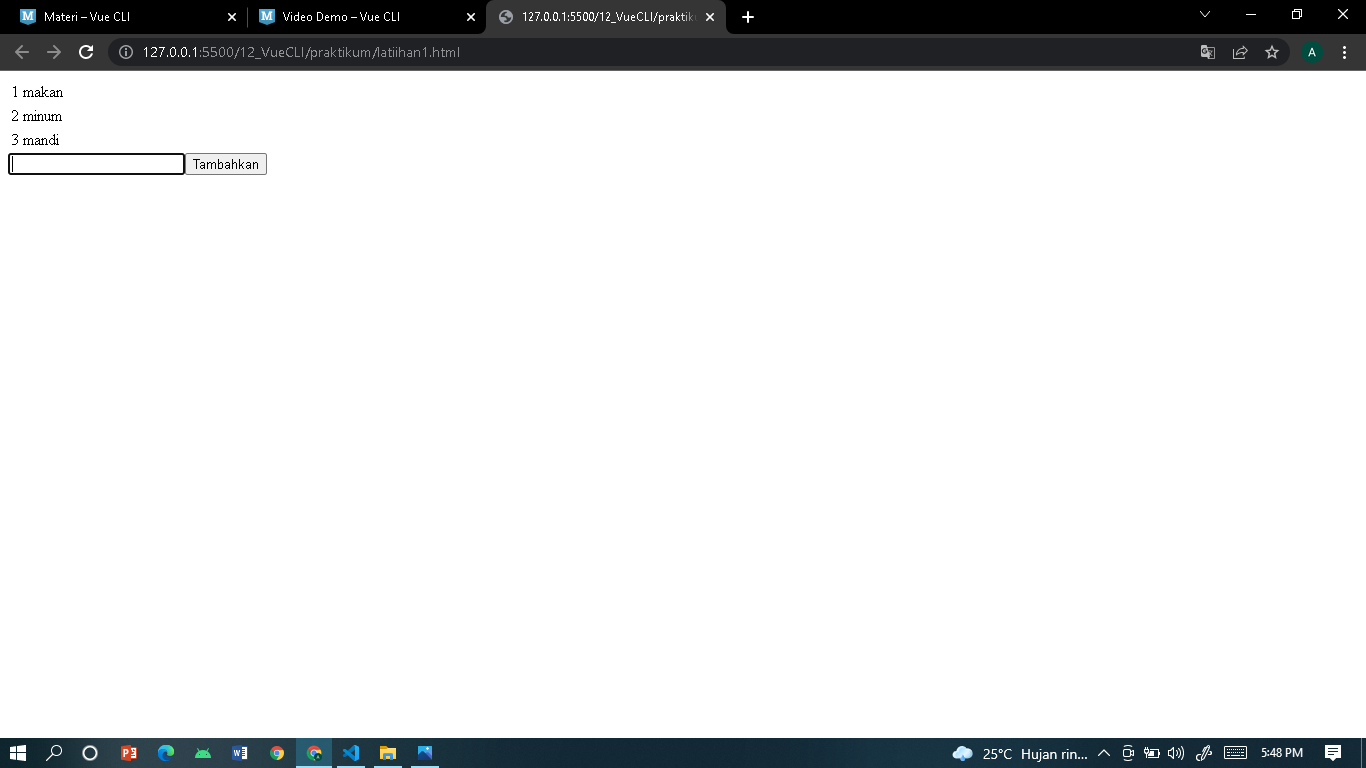 Materi – Vue CLI
Video Demo – Vue CLI
127.0.0.1:5500/12_VueCLI/praktik
127.0.0.1:5500/12_VueCLI/praktikum/latiihan1.html
A
1 makan
2 minum
3 mandi
Tambahkan
25°C Hujan rin...
5:48 PM